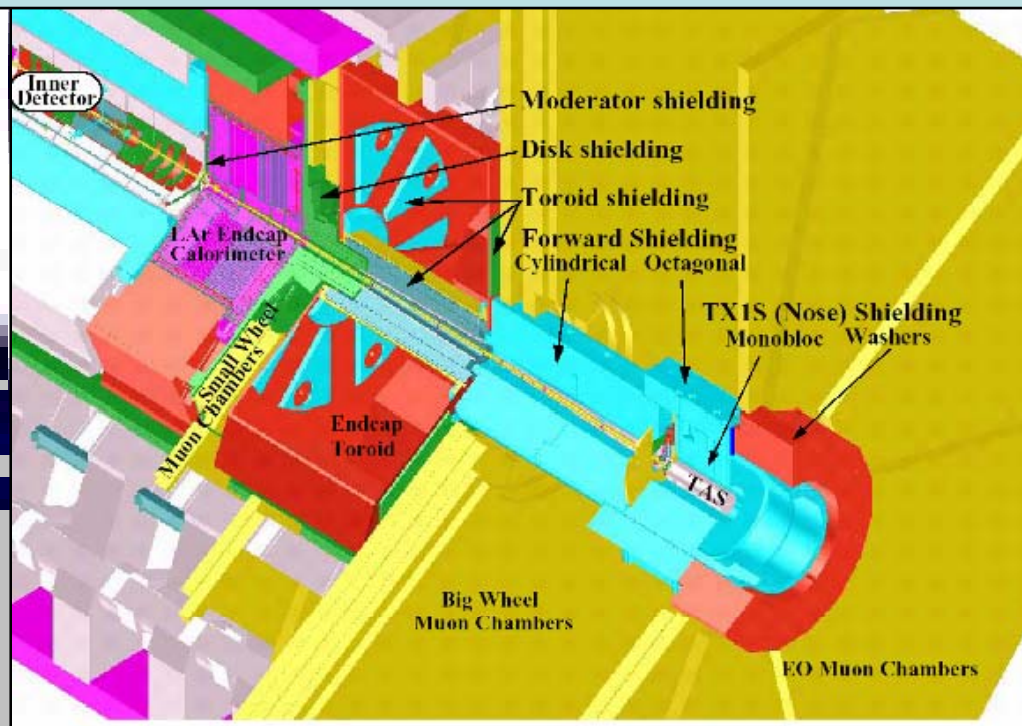 Inner
Detector
Moderator shielding
Disk shielding
Toroid shielding
LAr Endcap
Calorimeter
Forward Shielding
Cylindrical Octagonal
TX1S (Nose) Shielding
Monobloc Washers
Small Wheel
Muon Chambers
Endcap
Toroid
TAS
Big Wheel
Muon Chambers
EO Muon Chambers